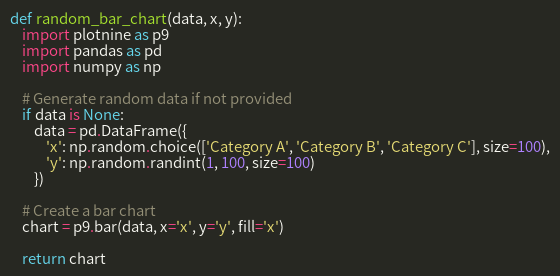 def random_bar_chart(data, x, y):
    import plotnine as p9
    import pandas as pd
    import numpy as np

    # Generate random data if not provided
    if data is None:
        data = pd.DataFrame({
            'x': np.random.choice(['Category A', 'Category B', 'Category C'], size=100),
            'y': np.random.randint(1, 100, size=100)
        })

    # Create a bar chart
    chart = p9.bar(data, x='x', y='y', fill='x')

    return chart